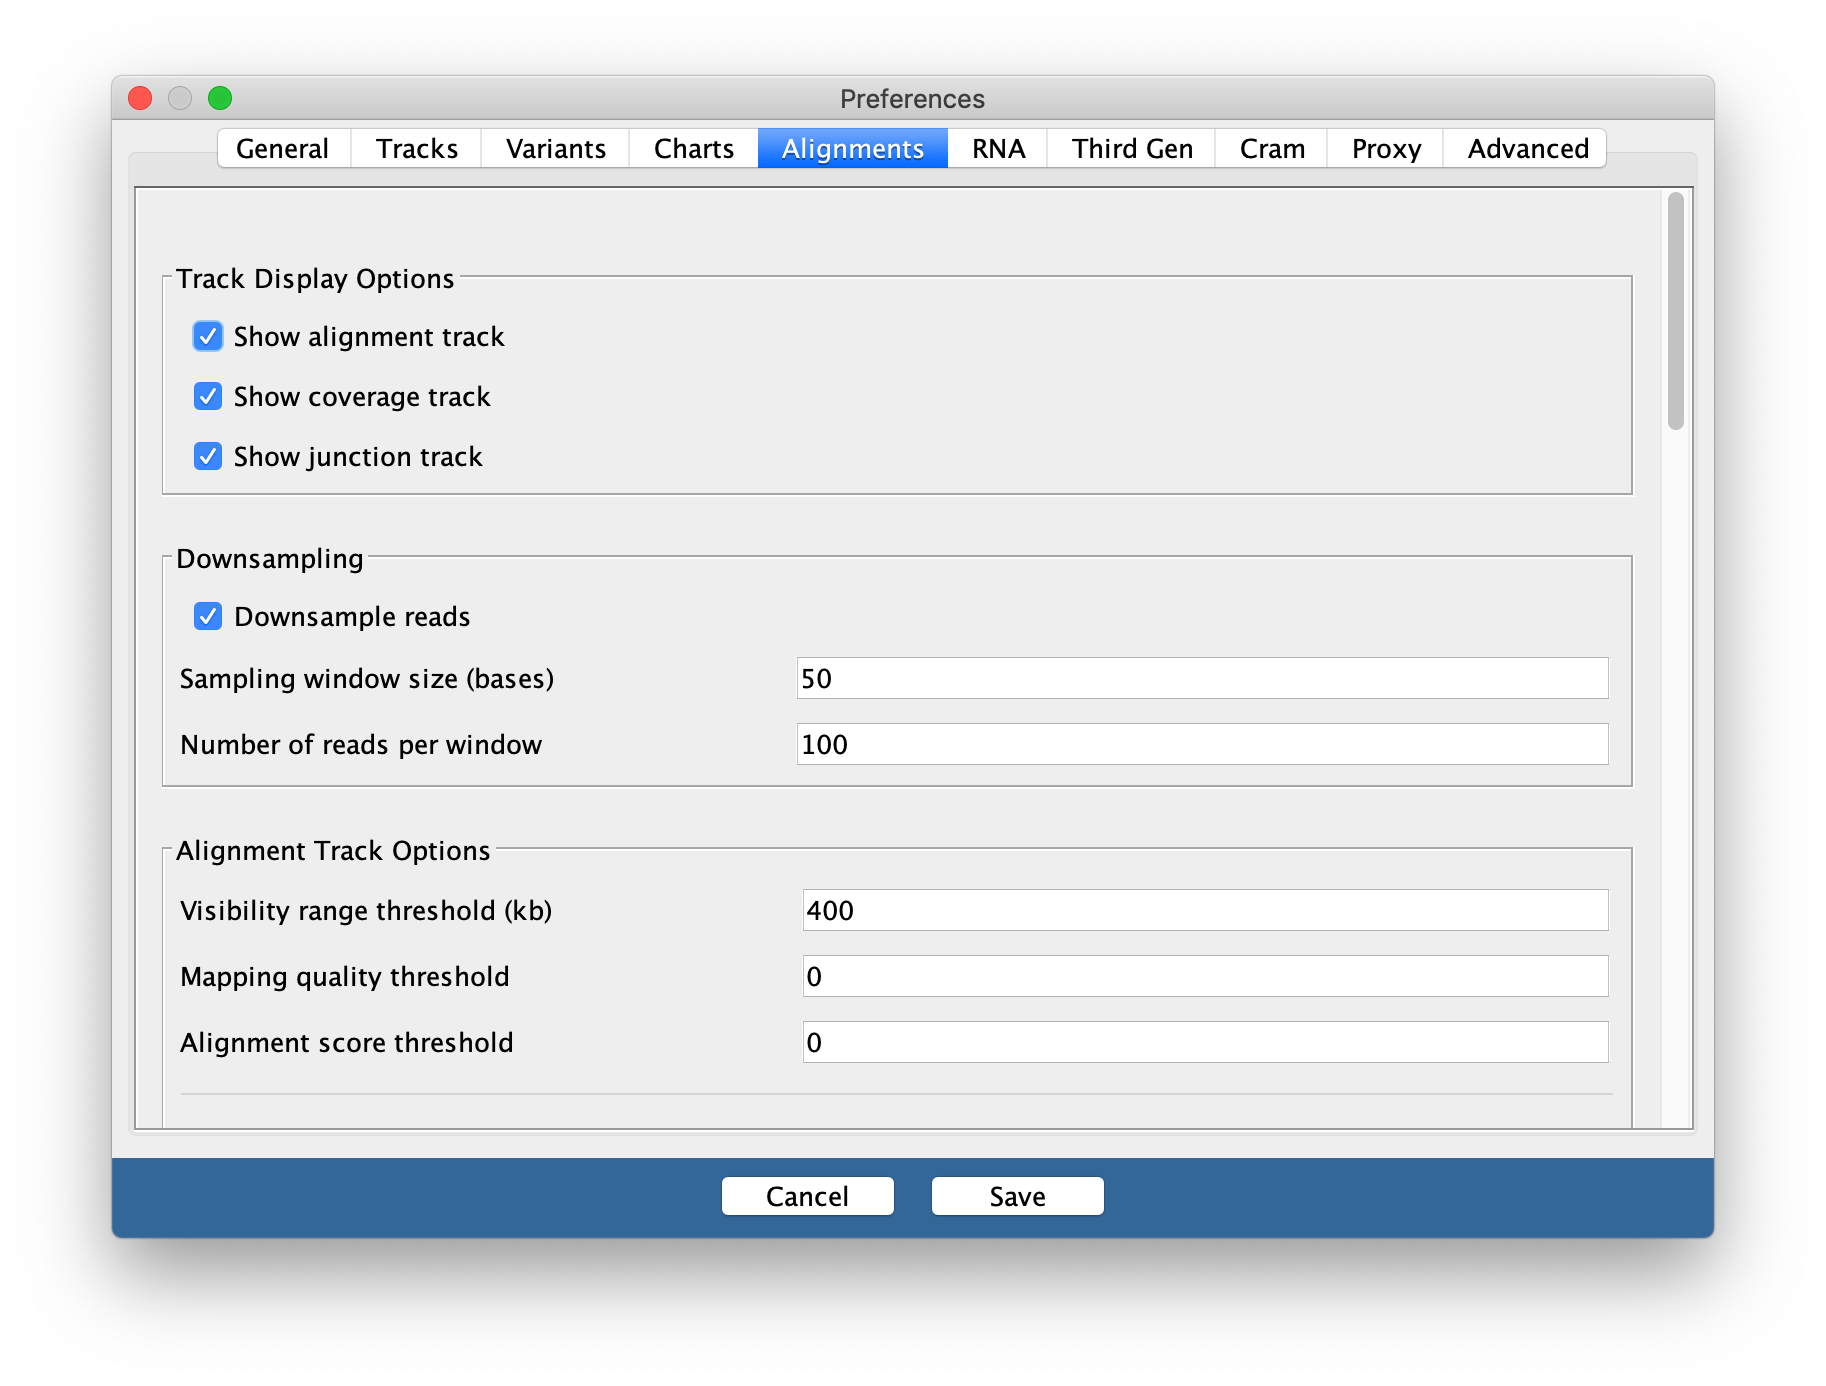 Preferences
General Tracks Variants Charts Alignments RNA Third Gen Cram Proxy Advanced
Track Display Options
Show alignment track
Show coverage track
Show junction track
Downsampling
Downsample reads
Sampling window size (bases) 50
Number of reads per window 100
Alignment Track Options
Visibility range threshold (kb) 400
Mapping quality threshold 0
Alignment score threshold 0
Cancel Save